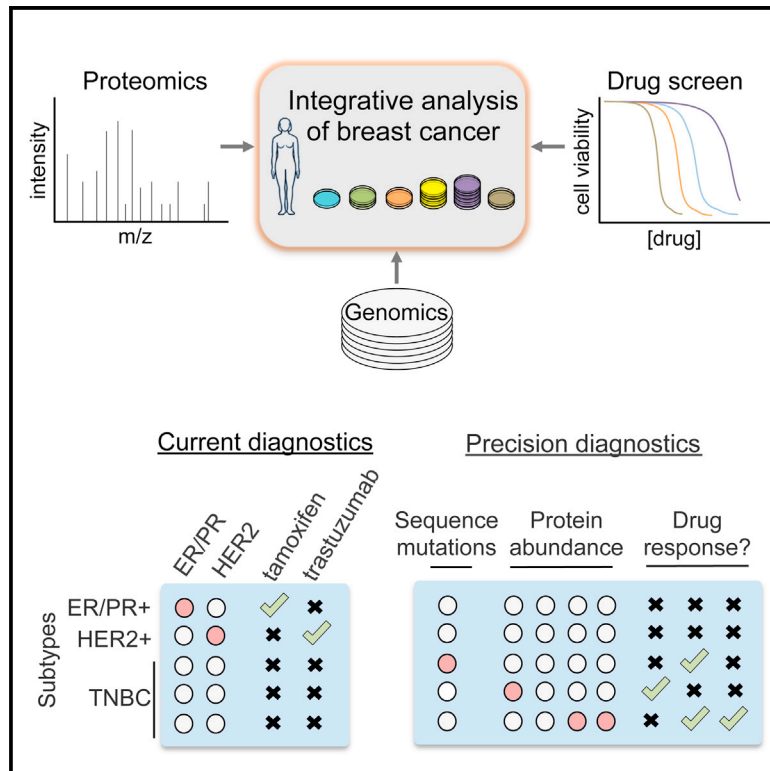 Proteomics
intensity
m/z
Integrative analysis
of breast cancer
Drug screen
cell viability
[drug]
Genomics
Current diagnostics
ER/PR
HER2
tamoxifen
trastuzumab
Subtypes
ER/PR+
HER2+
TNBC
Precision diagnostics
Sequence
mutations
Protein
abundance
Drug
response?